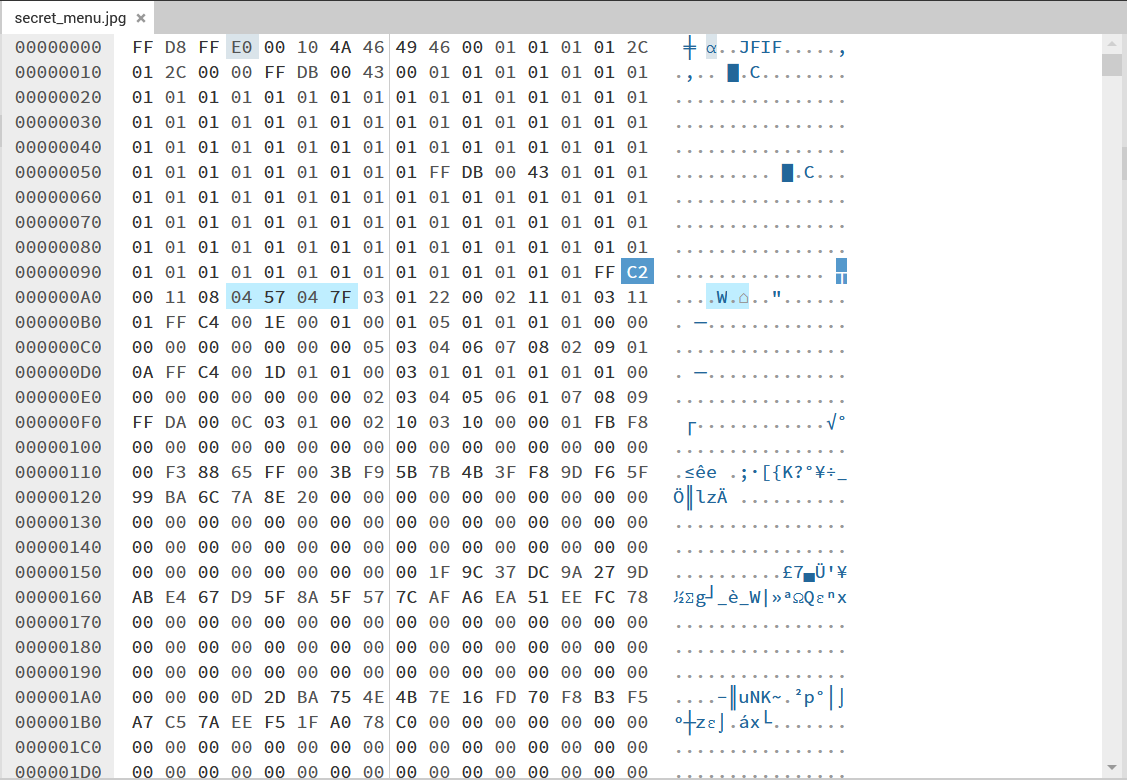 secret_menu.jpg ×
00000000 FF D8 FF E0 00 10 4A 46 49 46 00 01 01 01 01 2C ╪ α..JFIF.....,
00000010 01 2C 00 00 FF DB 00 43 00 01 01 01 01 01 01 01 .,.. █.C........
00000020 01 01 01 01 01 01 01 01 01 01 01 01 01 01 01 01 ................
00000030 01 01 01 01 01 01 01 01 01 01 01 01 01 01 01 01 ................
00000040 01 01 01 01 01 01 01 01 01 01 01 01 01 01 01 01 ................
00000050 01 01 01 01 01 01 01 01 01 FF DB 00 43 01 01 01 ......... █.C...
00000060 01 01 01 01 01 01 01 01 01 01 01 01 01 01 01 01 ................
00000070 01 01 01 01 01 01 01 01 01 01 01 01 01 01 01 01 ................
00000080 01 01 01 01 01 01 01 01 01 01 01 01 01 01 01 01 ................
00000090 01 01 01 01 01 01 01 01 01 01 01 01 01 01 FF C2 .............. ┬
000000A0 00 11 08 04 57 04 7F 03 01 22 00 02 11 01 03 11 ....W.⌂.."......
000000B0 01 FF C4 00 1E 00 01 00 01 05 01 01 01 01 00 00 . ─.............
000000C0 00 00 00 00 00 00 00 05 03 04 06 07 08 02 09 01 ................
000000D0 0A FF C4 00 1D 01 01 00 03 01 01 01 01 01 01 00 . ─.............
000000E0 00 00 00 00 00 00 00 02 03 04 05 06 01 07 08 09 ................
000000F0 FF DA 00 0C 03 01 00 02 10 03 10 00 00 01 FB F8 ┌............√°
00000100 00 00 00 00 00 00 00 00 00 00 00 00 00 00 00 00 ................
00000110 00 F3 88 65 FF 00 3B F9 5B 7B 4B 3F F8 9D F6 5F .≤êe .;∙[{K?°¥÷_
00000120 99 BA 6C 7A 8E 20 00 00 00 00 00 00 00 00 00 00 Ö║lzÄ ..........
00000130 00 00 00 00 00 00 00 00 00 00 00 00 00 00 00 00 ................
00000140 00 00 00 00 00 00 00 00 00 00 00 00 00 00 00 00 ................
00000150 00 00 00 00 00 00 00 00 00 1F 9C 37 DC 9A 27 9D ..........£7▄Ü'¥
00000160 AB E4 67 D9 5F 8A 5F 57 7C AF A6 EA 51 EE FC 78 ½Σg┘_è_W|»ªΩQεⁿx
00000170 00 00 00 00 00 00 00 00 00 00 00 00 00 00 00 00 ................
00000180 00 00 00 00 00 00 00 00 00 00 00 00 00 00 00 00 ................
00000190 00 00 00 00 00 00 00 00 00 00 00 00 00 00 00 00 ................
000001A0 00 00 00 0D 2D BA 75 4E 4B 7E 16 FD 70 F8 B3 F5 ....-║uNK~.²p°│⌡
000001B0 A7 C5 7A EE F5 1F A0 78 C0 00 00 00 00 00 00 00 º┼zε⌡.áx└.......
000001C0 00 00 00 00 00 00 00 00 00 00 00 00 00 00 00 00 ................
000001D0 00 00 00 00 00 00 00 00 00 00 00 00 00 00 00 00 ................